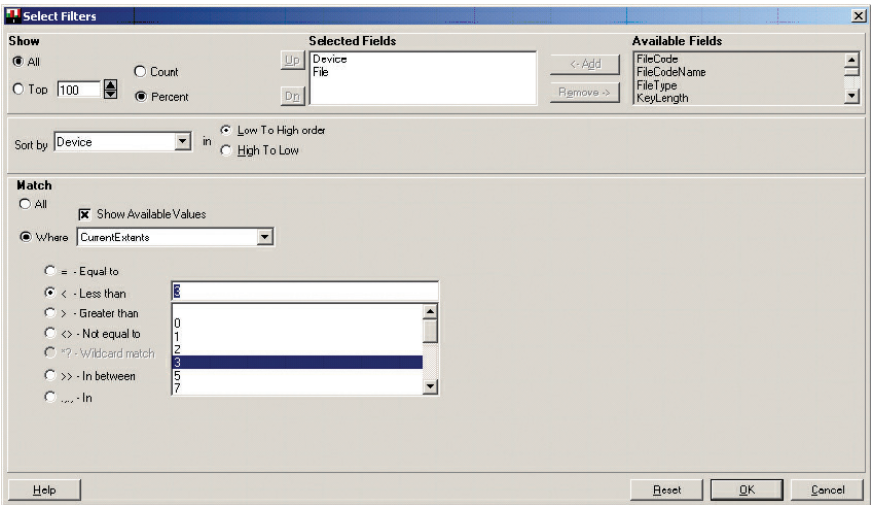 Select Filters
Show
Selected Fields
Available Fields
All
Top 100
Count
Percent
Up
Dn
Device
File
<- Add
Remove ->
FileCode
FileCodeName
FileType
KeyLength
Sort by Device in
Low To High order
High To Low
Match
All
Show Available Values
Where CurrentExtents
= - Equal to
< - Less than
> - Greater than
<> - Not equal to
*? - Wildcard match
>> - In between
.,., - In
3
0
1
2
3
5
7
Help
Reset
OK
Cancel